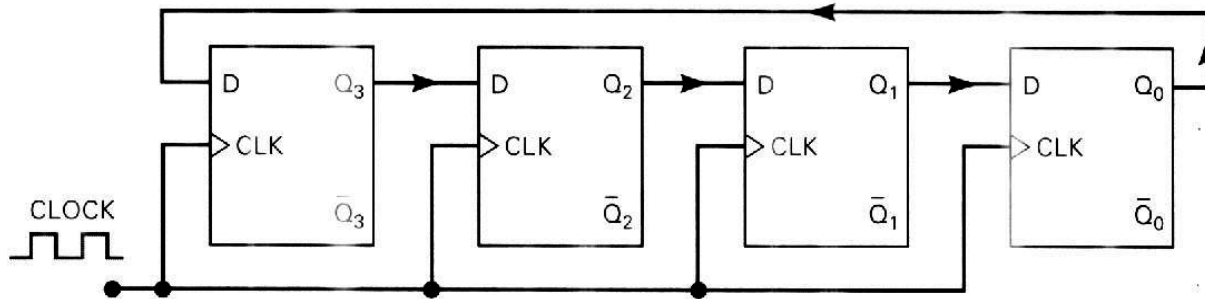 D Q₃ D Q₂ D Q₁ D Q₀
CLK CLK CLK CLK
Q̄₃ Q̄₂ Q̄₁ Q̄₀
CLOCK